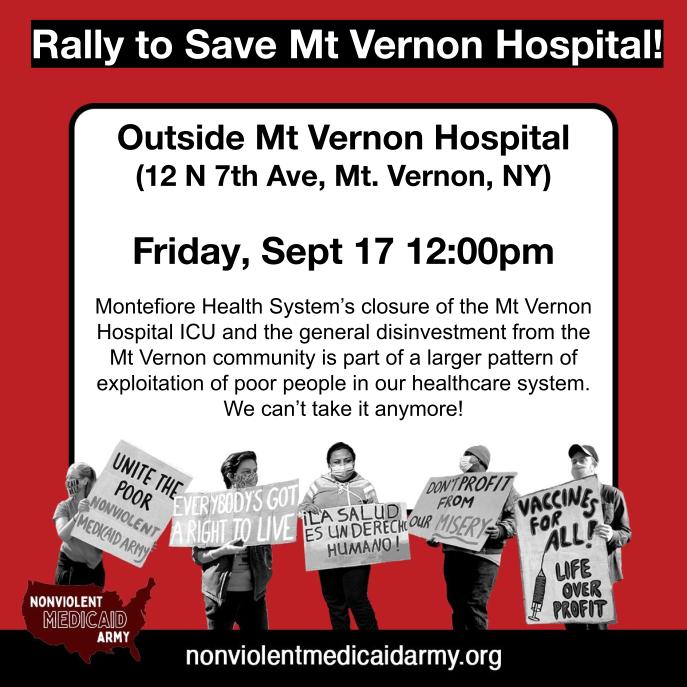 Rally to Save Mt Vernon Hospital!
Outside Mt Vernon Hospital
(12 N 7th Ave, Mt. Vernon, NY)
Friday, Sept 17 12:00pm
Montefiore Health System's closure of the Mt Vernon
Hospital ICU and the general disinvestment from the
Mt Vernon community is part of a larger pattern of
exploitation of poor people in our healthcare system.
We can't take it anymore!
UNITE THE
POOR
NONVIOLENT
MEDICAID ARMY
EVERYBODY'S GOT
A RIGHT TO LIVE
¡LA SALUD
ES UN DERECHO
HUMANO!
DON'T PROFIT
FROM
OUR MISERY
VACCINES
FOR
ALL!
LIFE
OVER
PROFIT
NONVIOLENT
MEDICAID
ARMY
nonviolentmedicaidarmy.org